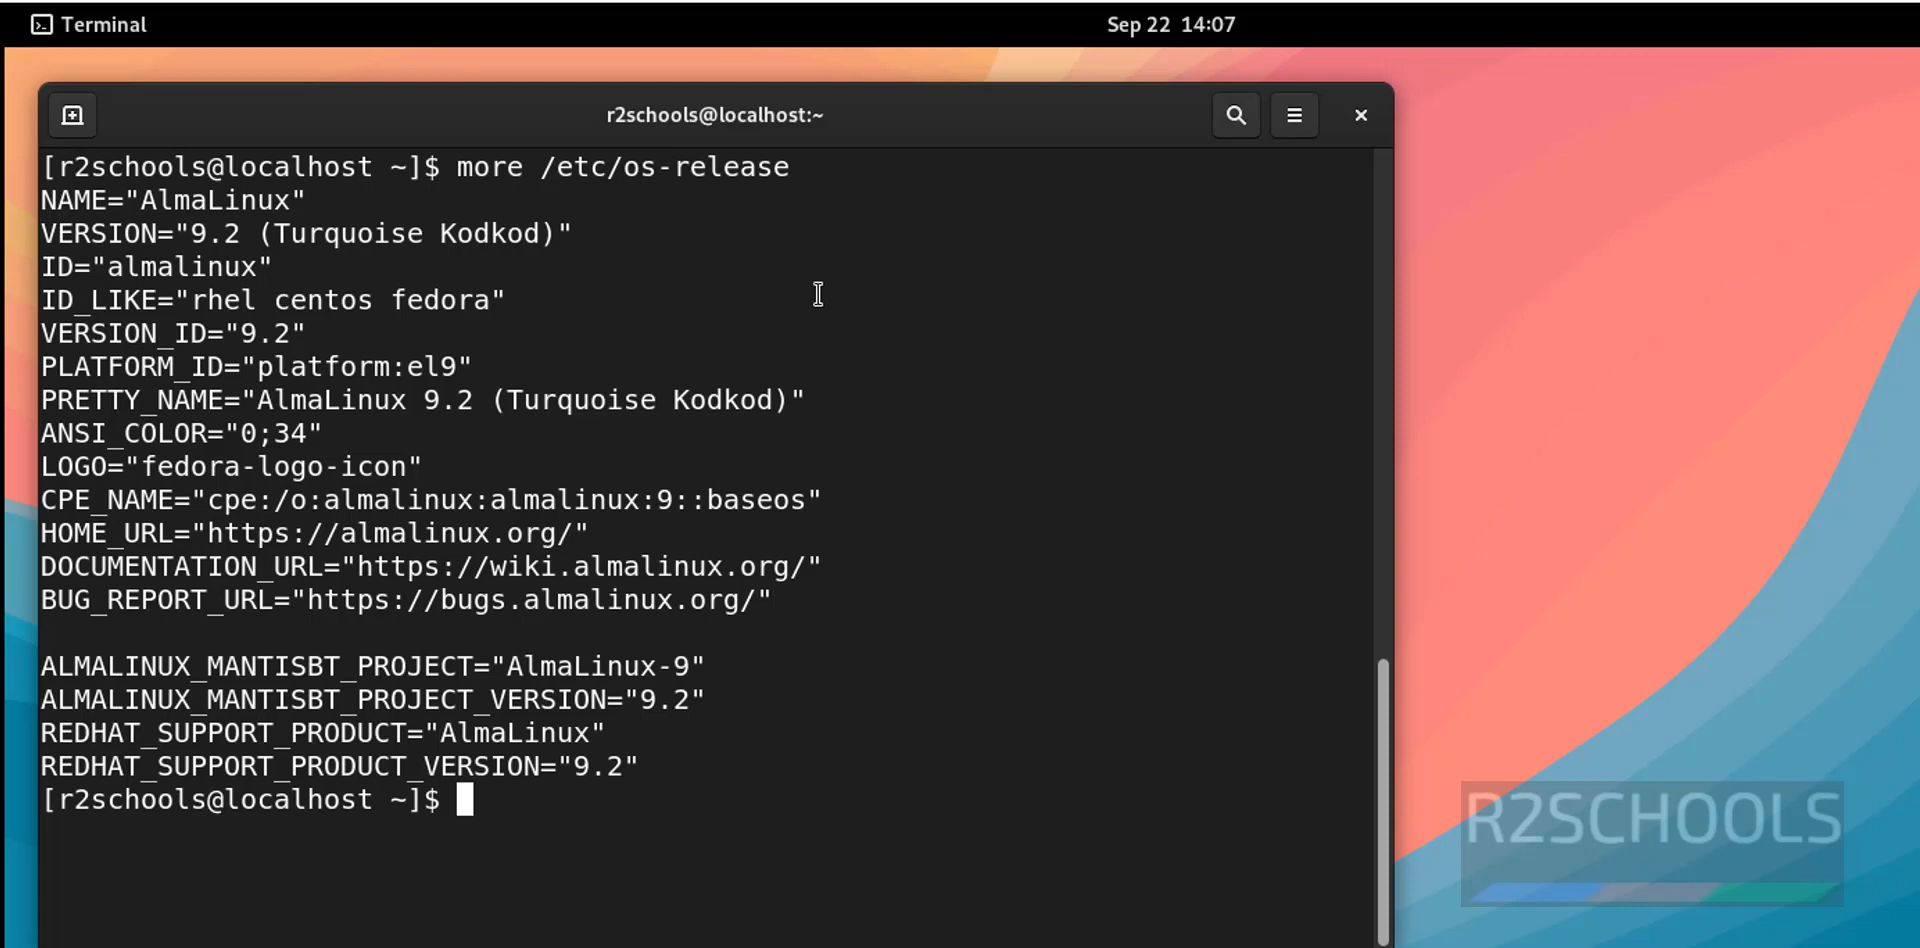 Terminal
Sep 22 14:07
r2schools@localhost:~
[r2schools@localhost ~]$ more /etc/os-release
NAME="AlmaLinux"
VERSION="9.2 (Turquoise Kodkod)"
ID="almalinux"
ID_LIKE="rhel centos fedora"
VERSION_ID="9.2"
PLATFORM_ID="platform:el9"
PRETTY_NAME="AlmaLinux 9.2 (Turquoise Kodkod)"
ANSI_COLOR="0;34"
LOGO="fedora-logo-icon"
CPE_NAME="cpe:/o:almalinux:almalinux:9::baseos"
HOME_URL="https://almalinux.org/"
DOCUMENTATION_URL="https://wiki.almalinux.org/"
BUG_REPORT_URL="https://bugs.almalinux.org/"

ALMALINUX_MANTISBT_PROJECT="AlmaLinux-9"
ALMALINUX_MANTISBT_PROJECT_VERSION="9.2"
REDHAT_SUPPORT_PRODUCT="AlmaLinux"
REDHAT_SUPPORT_PRODUCT_VERSION="9.2"
[r2schools@localhost ~]$
R2SCHOOLS